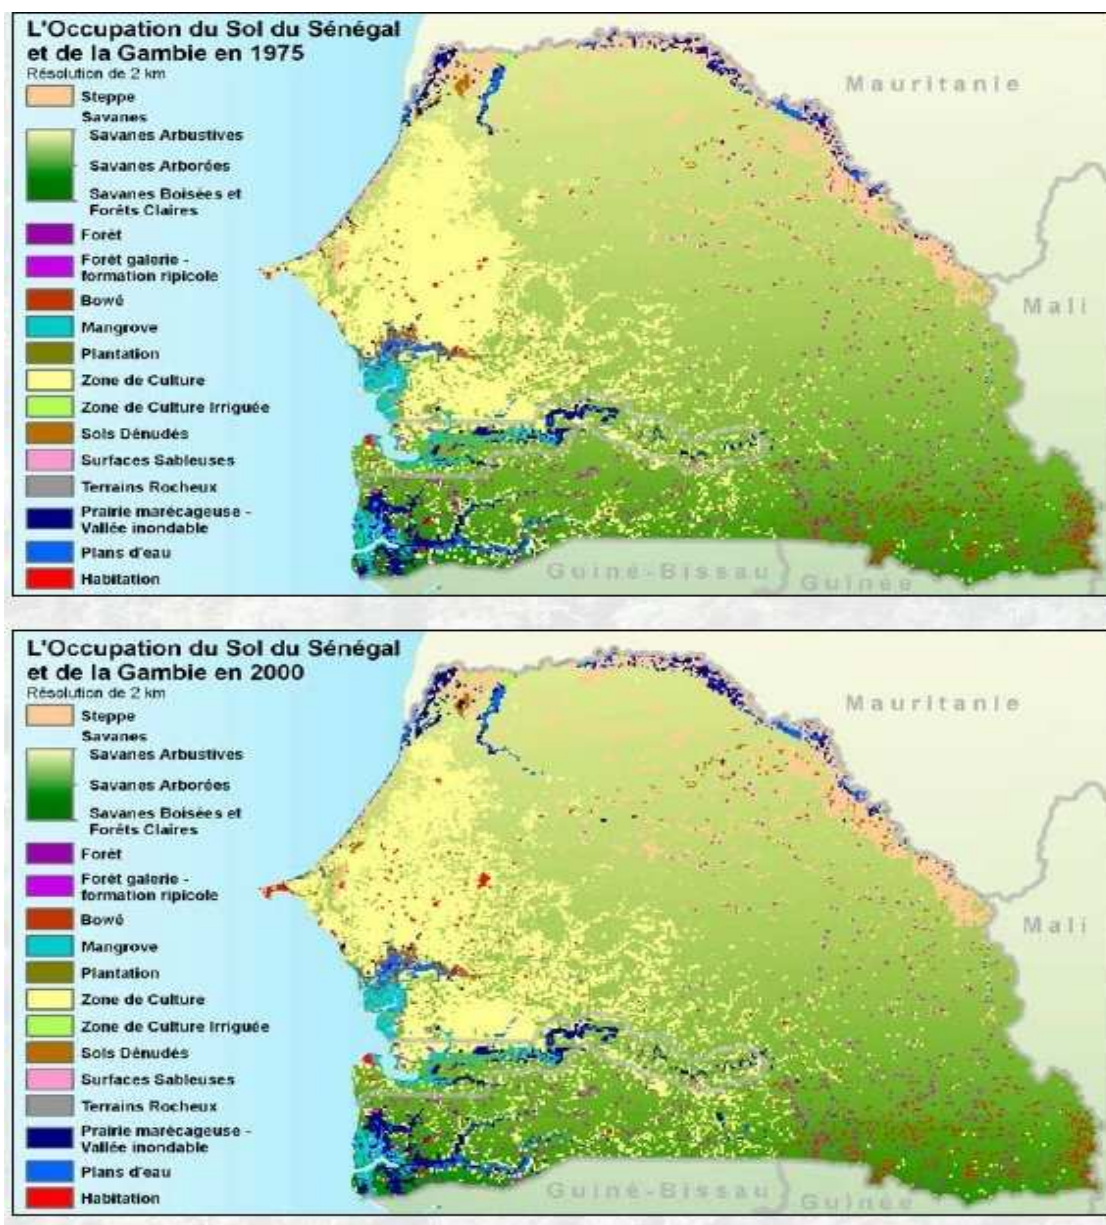 L'Occupation du Sol du Sénégal
et de la Gambie en 1975
Résolution de 2 km
Steppe
Savanes
Savanes Arbustives
Savanes Arborées
Savanes Boisées et
Forêts Claires
Forêt
Forêt galerie -
formation ripicole
Bowé
Mangrove
Plantation
Zone de Culture
Zone de Culture Irriguée
Sols Dénudés
Surfaces Sableuses
Terrains Rocheux
Prairie marécageuse -
Vallée inondable
Plans d'eau
Habitation
Mauritanie
Mali
Guiné-Bissau
Guinée
L'Occupation du Sol du Sénégal
et de la Gambie en 2000
Résolution de 2 km
Steppe
Savanes
Savanes Arbustives
Savanes Arborées
Savanes Boisées et
Forêts Claires
Forêt
Forêt galerie -
formation ripicole
Bowé
Mangrove
Plantation
Zone de Culture
Zone de Culture Irriguée
Sols Dénudés
Surfaces Sableuses
Terrains Rocheux
Prairie marécageuse -
Vallée inondable
Plans d'eau
Habitation
Mauritanie
Mali
Guiné-Bissau
Guinée